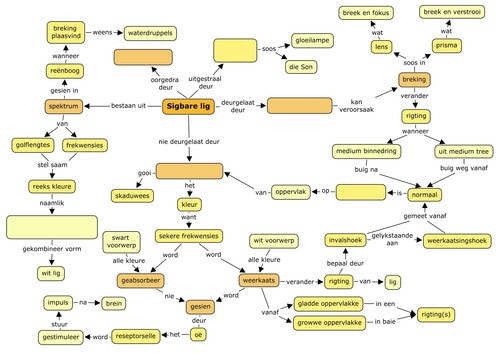 breking
plaasvind
weens
waterdruppels
wanneer
reënboog
gesien in
spektrum
bestaan uit
Sigbare lig
oorgedra
deur
uitgestraal
deur
soos
gloeilampe
die Son
deurgelaat
deur
kan
veroorsaak
breek en fokus
breek en verstrooi
wat
wat
lens
prisma
soos in
breking
verander
rigting
wanneer
medium binnedring
uit medium tree
buig na
buig weg vanaf
normaal
is
op
oppervlak
van
gemeet vanaf
invalshoek
gelykstaande
aan
weerkaatsingshoek
bepaal deur
rigting
van
lig
verander
van
golflengtes
frekwensies
stel saam
reeks kleure
naamlik
gekombineer vorm
wit lig
nie deurgelaat deur
gooi
skaduwees
het
kleur
want
sekere frekwensies
word
word
swart
voorwerp
alle kleure
geabsorbeer
wit voorwerp
alle kleure
weerkaats
nie
word
gesien
deur
oë
het
reseptorselle
word
gestimuleer
stuur
impuls
na
brein
vanaf
gladde oppervlakke
in een
growwe oppervlakke
in baie
rigting(s)